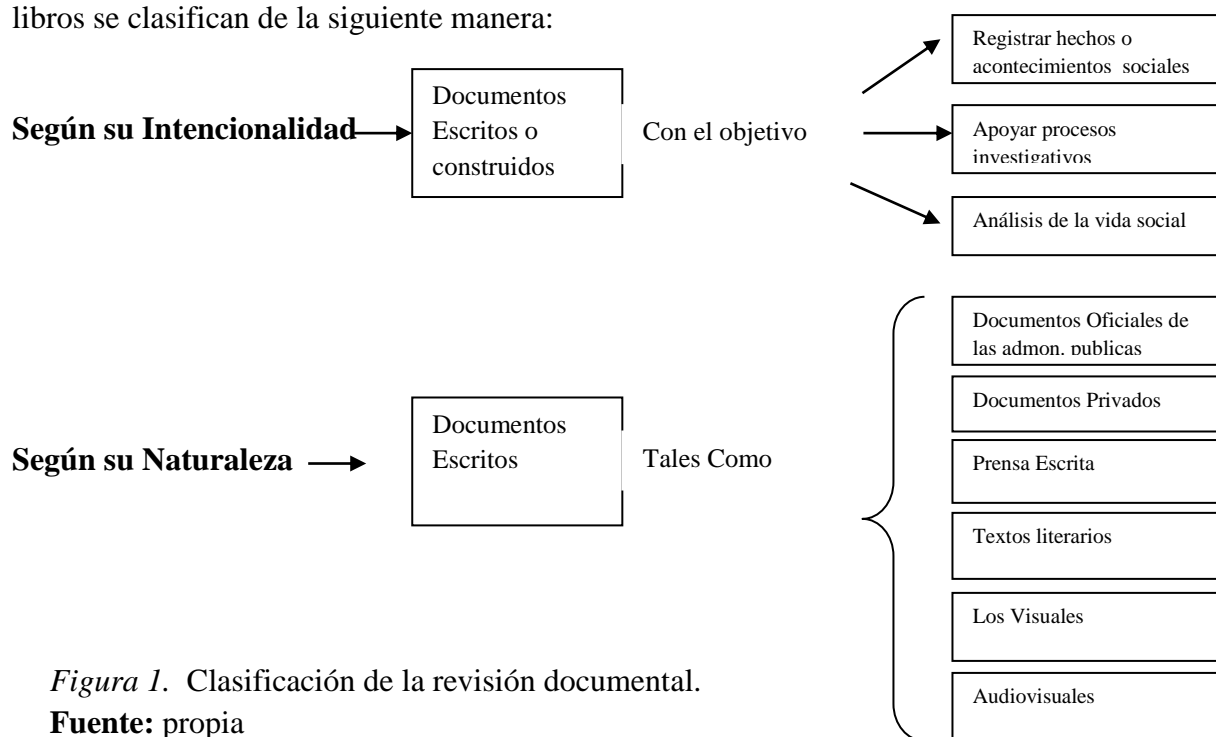 libros se clasifican de la siguiente manera:
Según su Intencionalidad
Documentos
Escritos o
construidos
Con el objetivo
Registrar hechos o
acontecimientos sociales
Apoyar procesos
investigativos
Análisis de la vida social
Según su Naturaleza
Documentos
Escritos
Tales Como
Documentos Oficiales de
las admon. publicas
Documentos Privados
Prensa Escrita
Textos literarios
Los Visuales
Audiovisuales
Figura 1. Clasificación de la revisión documental.
Fuente: propia